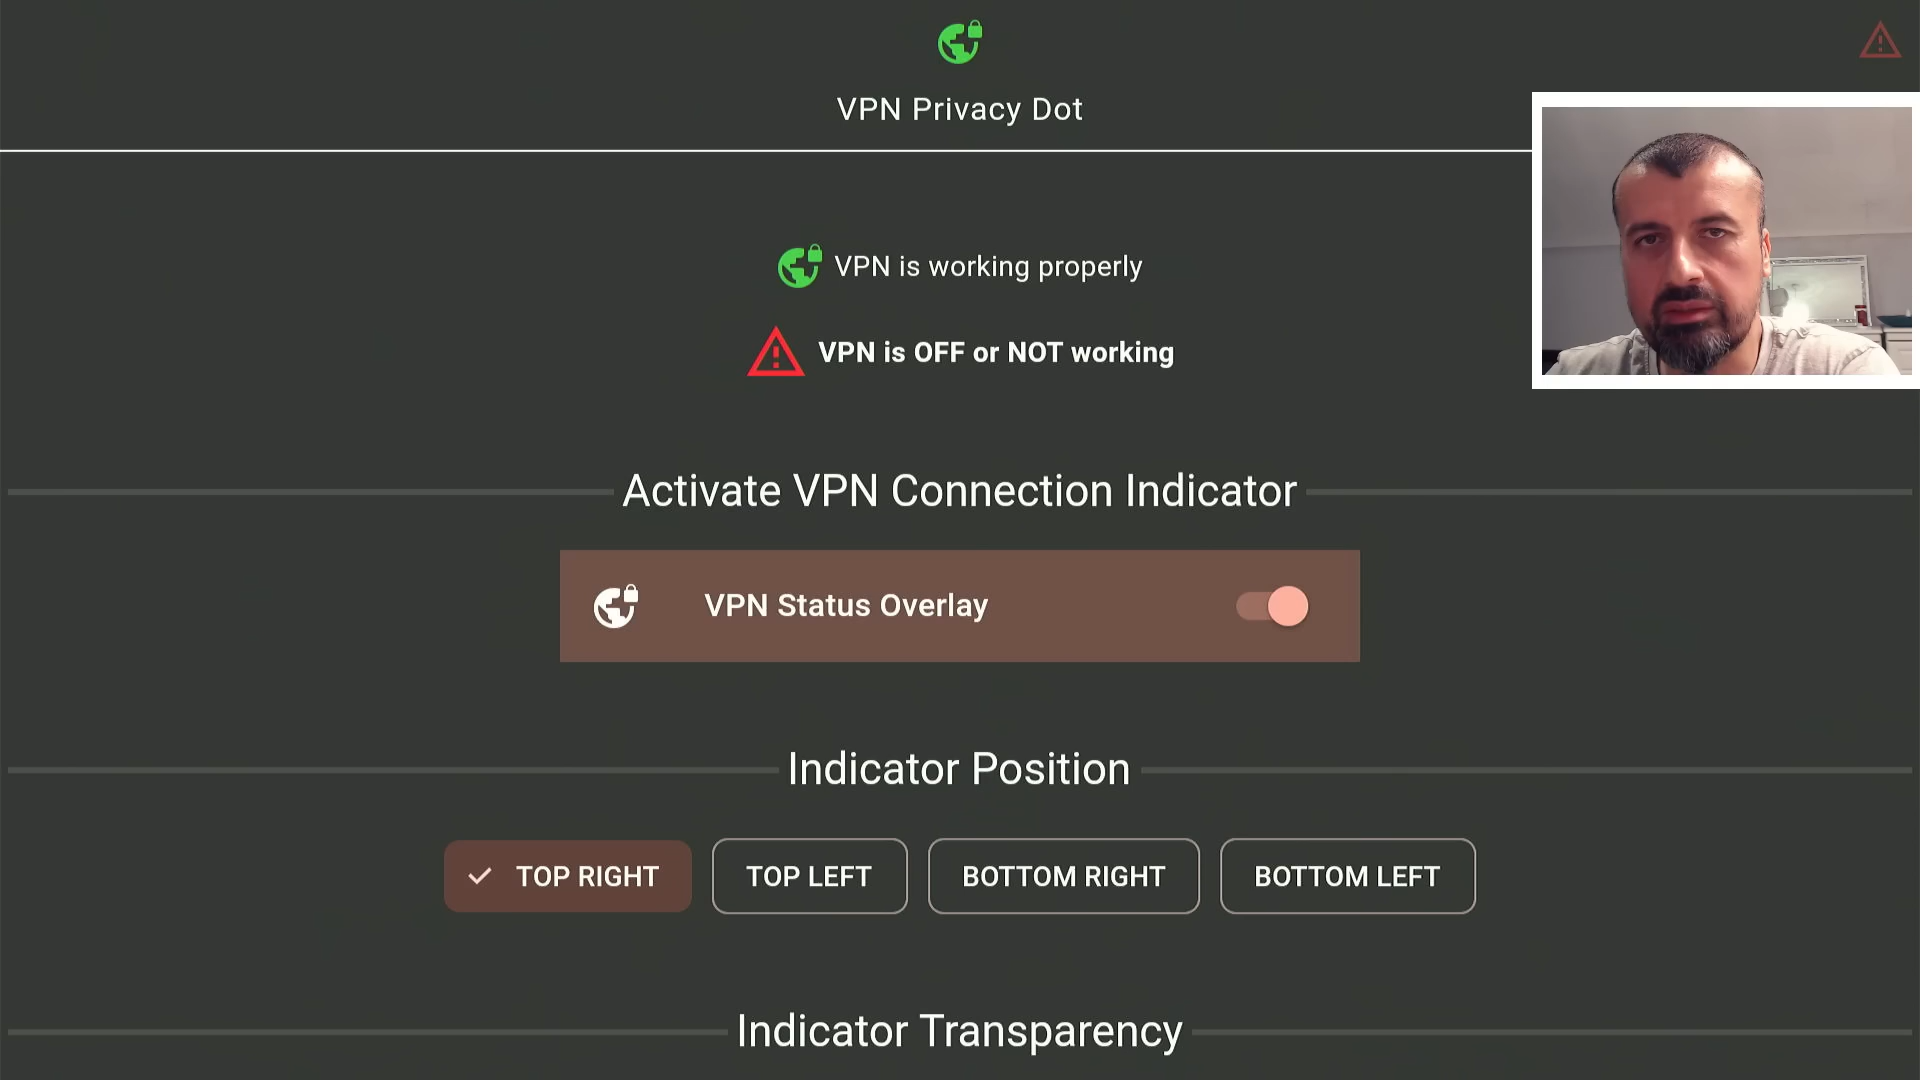 VPN Privacy Dot
VPN is working properly
VPN is OFF or NOT working
Activate VPN Connection Indicator
VPN Status Overlay
Indicator Position
TOP RIGHT
TOP LEFT
BOTTOM RIGHT
BOTTOM LEFT
Indicator Transparency